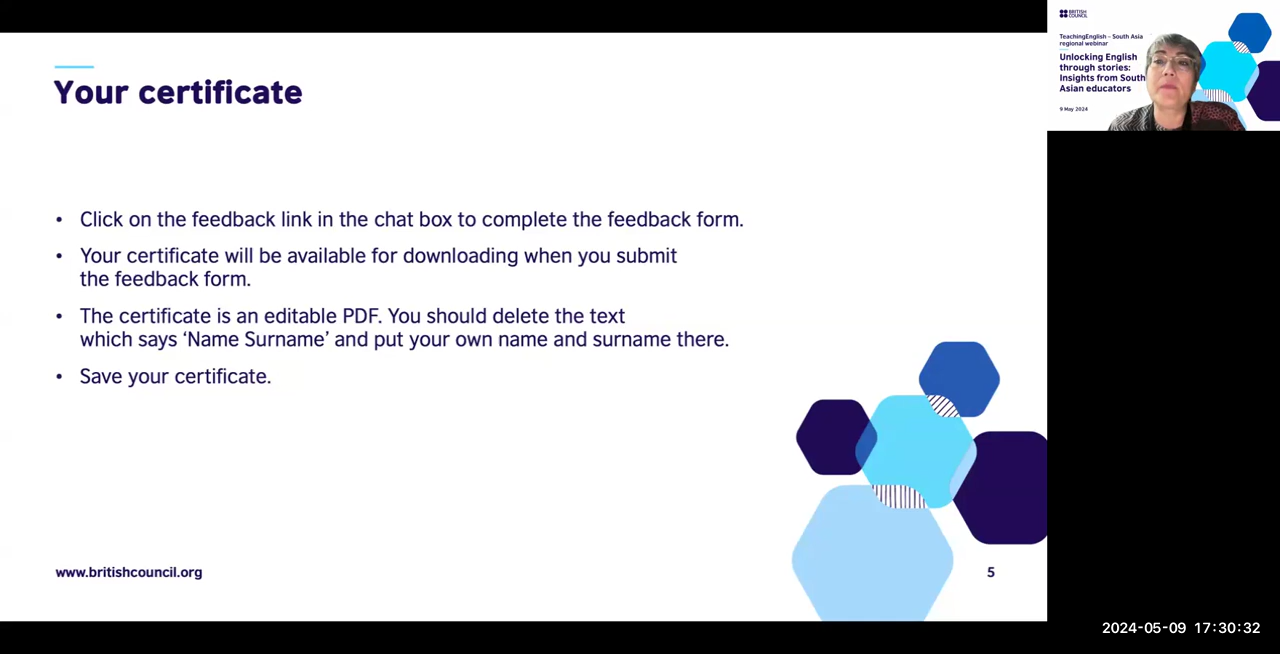 Your certificate
• Click on the feedback link in the chat box to complete the feedback form.
• Your certificate will be available for downloading when you submit
the feedback form.
• The certificate is an editable PDF. You should delete the text
which says ‘Name Surname’ and put your own name and surname there.
• Save your certificate.
www.britishcouncil.org
5
BRITISH
COUNCIL
TeachingEnglish – South Asia
regional webinar
Unlocking English
through stories:
Insights from South
Asian educators
9 May 2024
2024-05-09 17:30:32